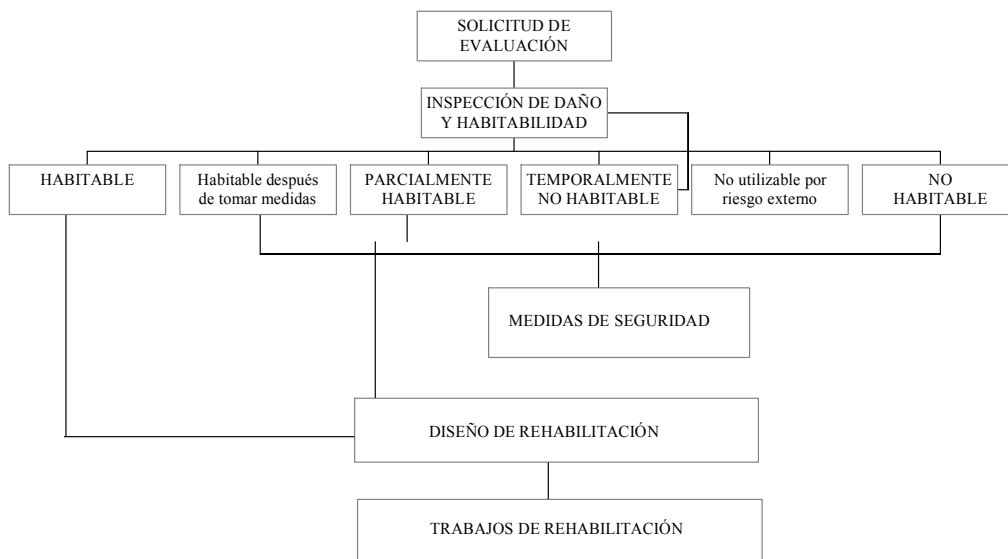 SOLICITUD DE
EVALUACIÓN
INSPECCIÓN DE DAÑO
Y HABITABILIDAD
HABITABLE
Habitable después
de tomar medidas
PARCIALMENTE
HABITABLE
TEMPORALMENTE
NO HABITABLE
No utilizable por
riesgo externo
NO
HABITABLE
MEDIDAS DE SEGURIDAD
DISEÑO DE REHABILITACIÓN
TRABAJOS DE REHABILITACIÓN